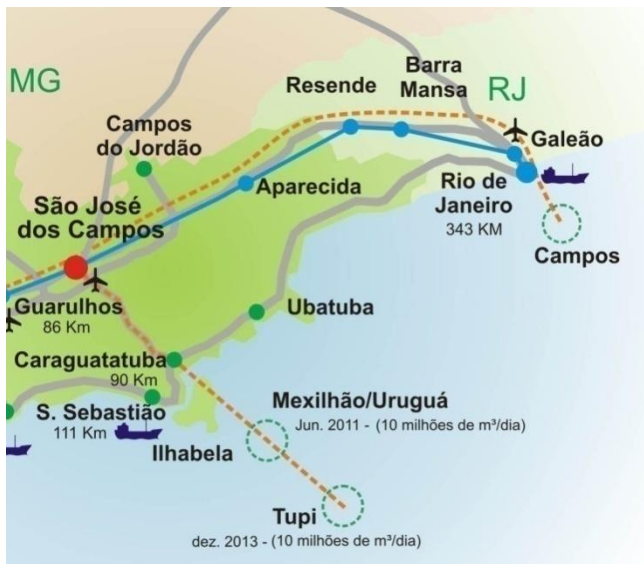 MG
Barra
Mansa
RJ
Resende
Campos
do Jordão
Galeão
Aparecida
Rio de
Janeiro
343 KM
São José
dos Campos
Campos
Guarulhos
86 Km
Ubatuba
Caraguatatuba
90 Km
Mexilhão/Uruguá
Jun. 2011 - (10 milhões de m³/dia)
S. Sebastião
111 Km
Ilhabela
Tupi
dez. 2013 - (10 milhões de m³/dia)